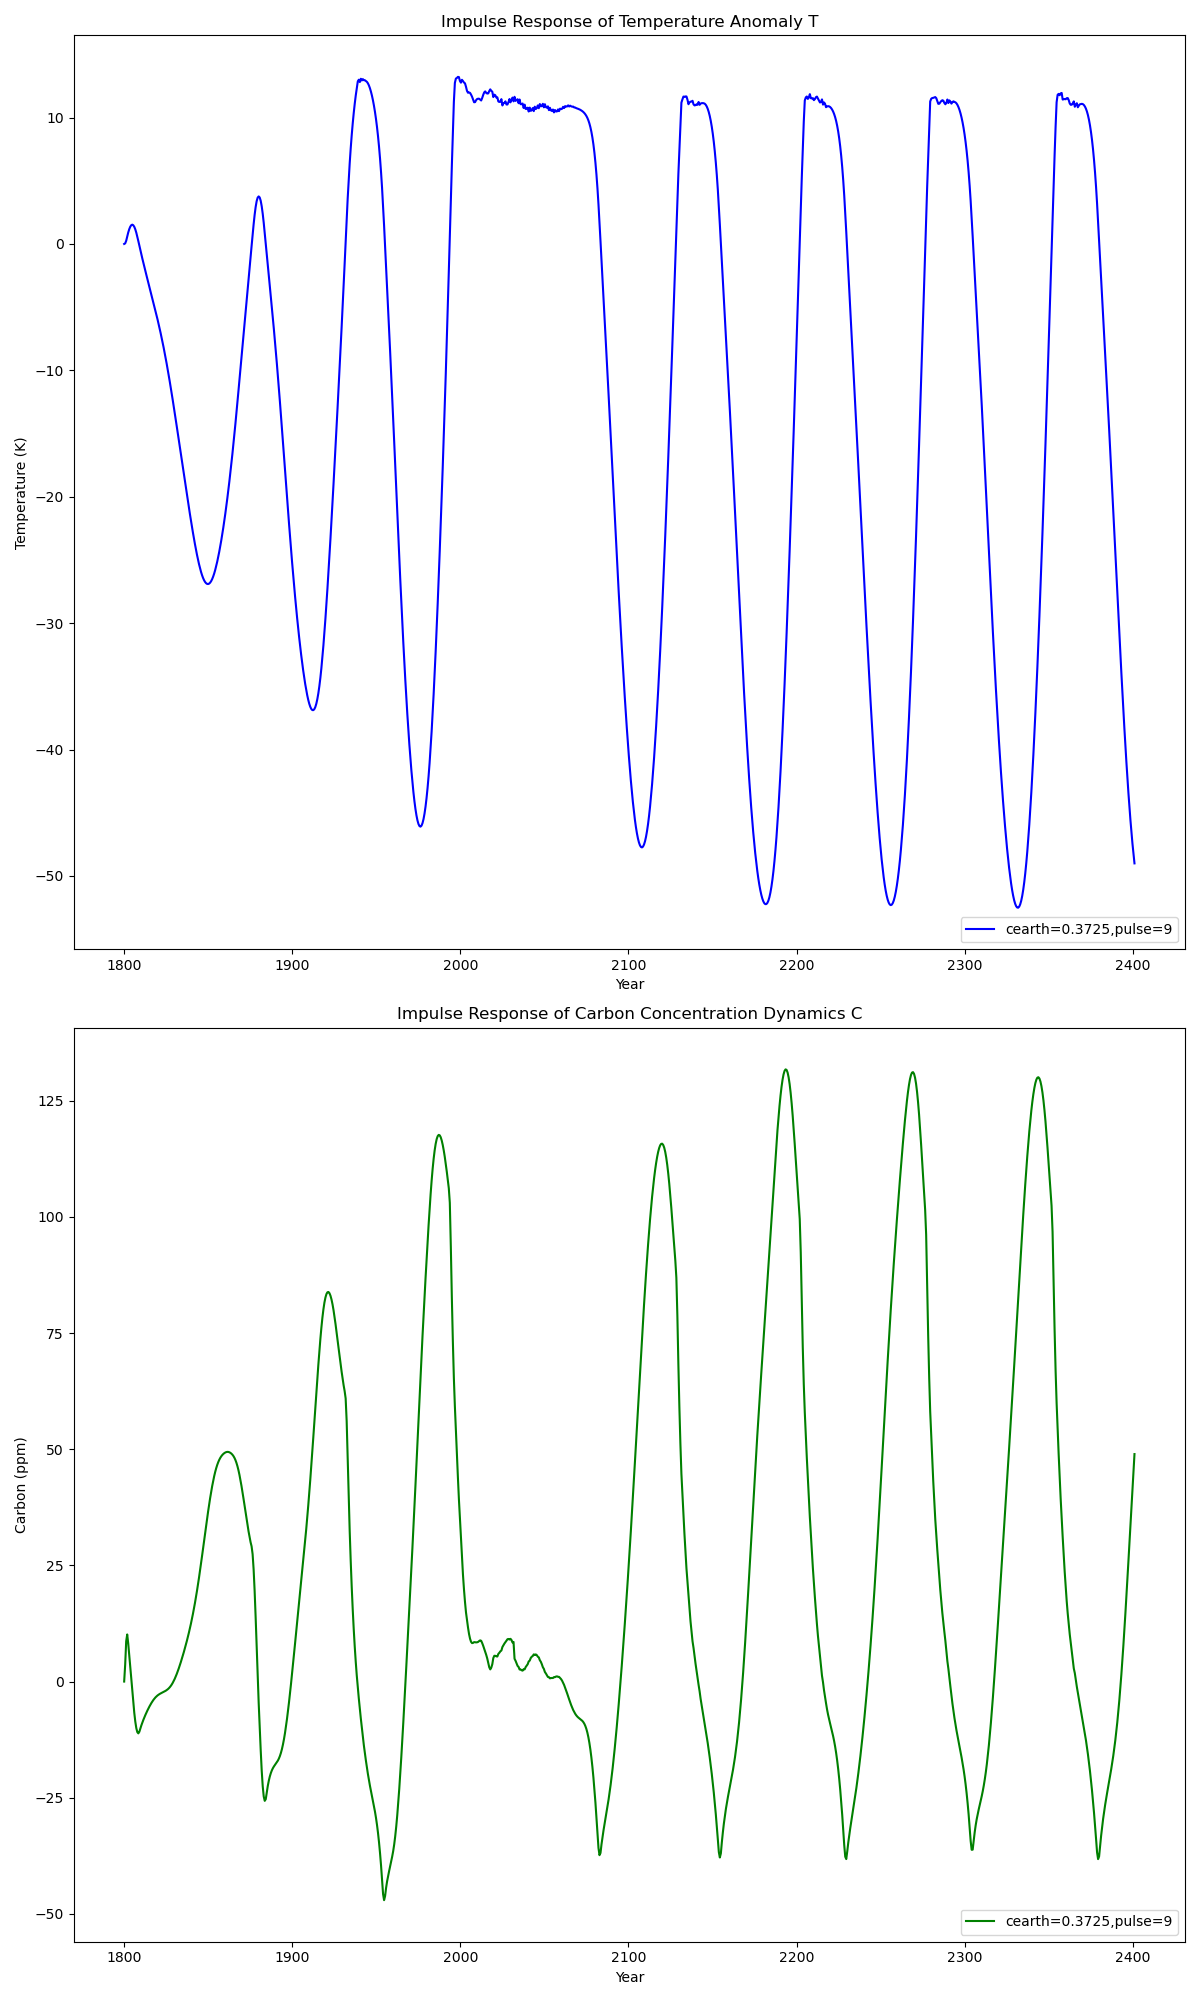 Impulse Response of Temperature Anomaly T
Temperature (K)
10
0
−10
−20
−30
−40
−50
1800 1900 2000 2100 2200 2300 2400
Year
cearth=0.3725,pulse=9
Impulse Response of Carbon Concentration Dynamics C
Carbon (ppm)
125
100
75
50
25
0
−25
−50
1800 1900 2000 2100 2200 2300 2400
Year
cearth=0.3725,pulse=9